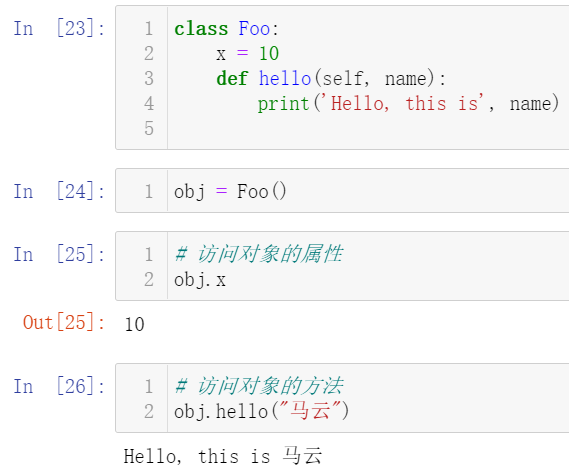 In [23]:
1 class Foo:
2     x = 10
3     def hello(self, name):
4         print('Hello, this is', name)
5
In [24]:
1 obj = Foo()
In [25]:
1 # 访问对象的属性
2 obj.x
Out[25]: 10
In [26]:
1 # 访问对象的方法
2 obj.hello("马云")
Hello, this is 马云